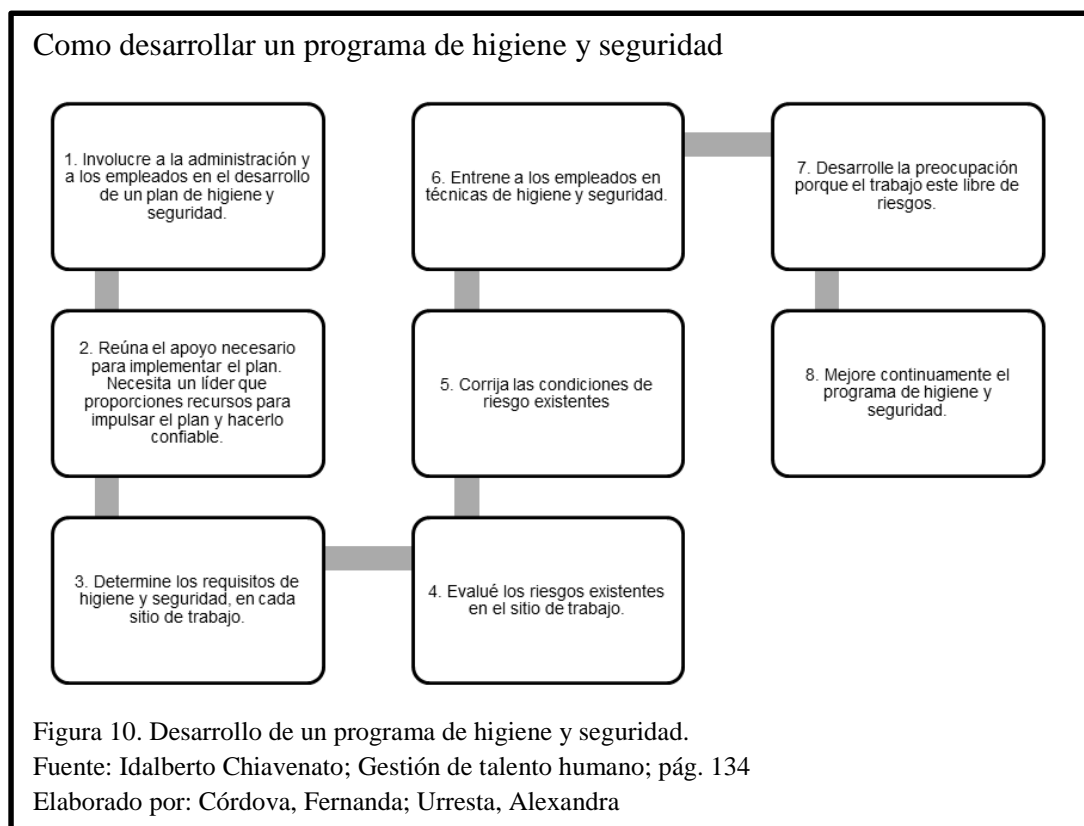 Como desarrollar un programa de higiene y seguridad
1. Involucre a la administración y
a los empleados en el desarrollo
de un plan de higiene y
seguridad.
2. Reúna el apoyo necesario
para implementar el plan.
Necesita un líder que
proporciones recursos para
impulsar el plan y hacerlo
confiable.
3. Determine los requisitos de
higiene y seguridad, en cada
sitio de trabajo.
4. Evalué los riesgos existentes
en el sitio de trabajo.
5. Corrija las condiciones de
riesgo existentes
6. Entrene a los empleados en
técnicas de higiene y seguridad.
7. Desarrolle la preocupación
porque el trabajo este libre de
riesgos.
8. Mejore continuamente el
programa de higiene y
seguridad.
Figura 10. Desarrollo de un programa de higiene y seguridad.
Fuente: Idalberto Chiavenato; Gestión de talento humano; pág. 134
Elaborado por: Córdova, Fernanda; Urresta, Alexandra